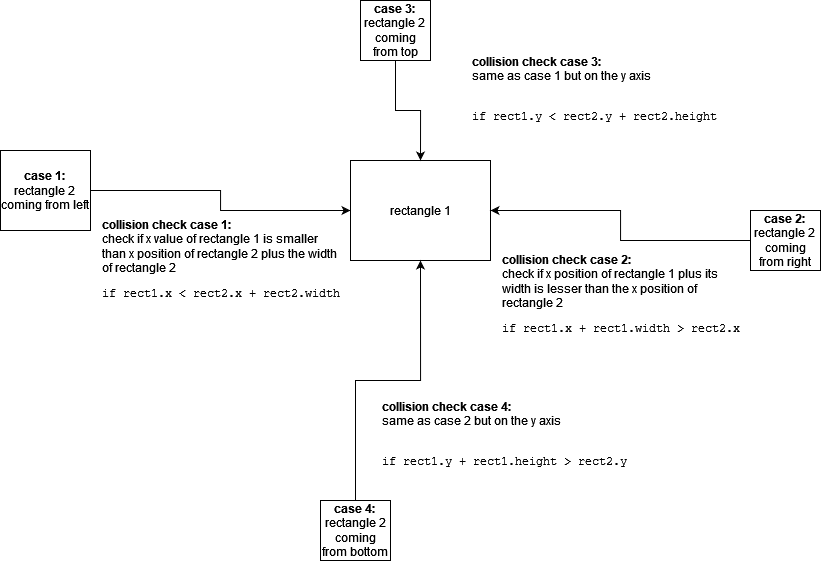 case 3:
rectangle 2
coming
from top
collision check case 3:
same as case 1 but on the y axis
if rect1.y < rect2.y + rect2.height
case 1:
rectangle 2
coming from left
rectangle 1
collision check case 1:
check if x value of rectangle 1 is smaller
than x position of rectangle 2 plus the width
of rectangle 2
if rect1.x < rect2.x + rect2.width
case 2:
rectangle 2
coming
from right
collision check case 2:
check if x position of rectangle 1 plus its
width is lesser than the x position of
rectangle 2
if rect1.x + rect1.width > rect2.x
collision check case 4:
same as case 2 but on the y axis
if rect1.y + rect1.height > rect2.y
case 4:
rectangle 2
coming
from bottom